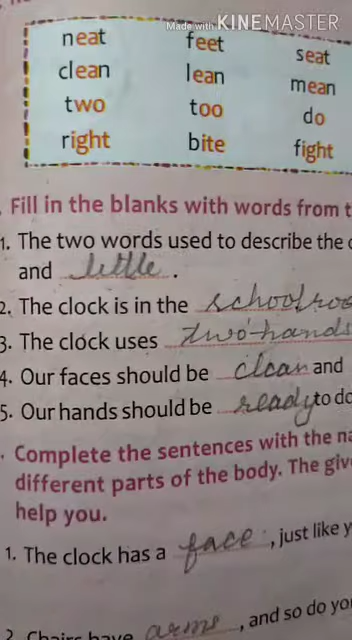 Made with KINEMASTER
neat feet seat
clean lean mean
two too do
right bite fight
Fill in the blanks with words from t
1. The two words used to describe the c
and little.
2. The clock is in the schoolroo
3. The clock uses two-hands
4. Our faces should be clean and
5. Our hands should be ready to do
Complete the sentences with the na
different parts of the body. The give
help you.
1. The clock has a face, just like y
2. Chairs have arms, and so do you